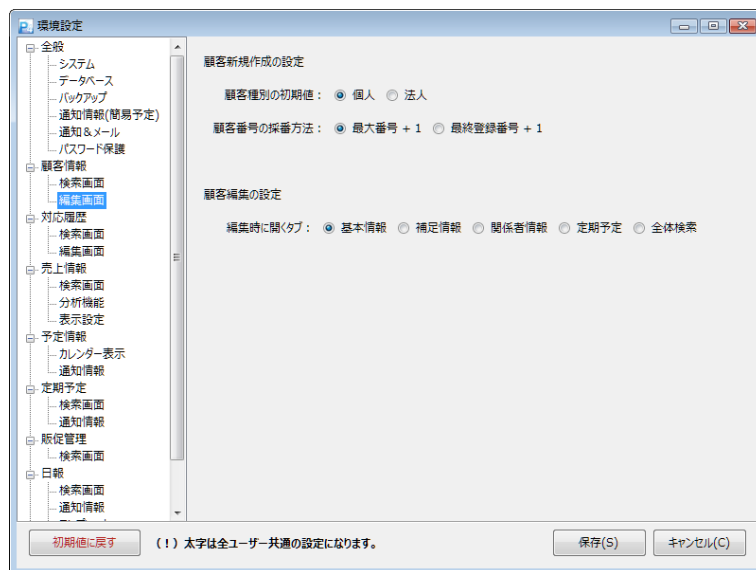 環境設定
全般
システム
データベース
バックアップ
通知情報(簡易予定)
通知&メール
パスワード保護
顧客情報
検索画面
編集画面
対応履歴
検索画面
編集画面
売上情報
検索画面
分析機能
表示設定
予定情報
カレンダー表示
通知情報
定期予定
検索画面
通知情報
販促管理
検索画面
日報
検索画面
通知情報
顧客新規作成の設定
顧客種別の初期値： 個人 法人
顧客番号の採番方法： 最大番号 + 1 最終登録番号 + 1
顧客編集の設定
編集時に開くタブ： 基本情報 補足情報 関係者情報 定期予定 全体検索
初期値に戻す (！) 太字は全ユーザー共通の設定になります。 保存(S) キャンセル(C)